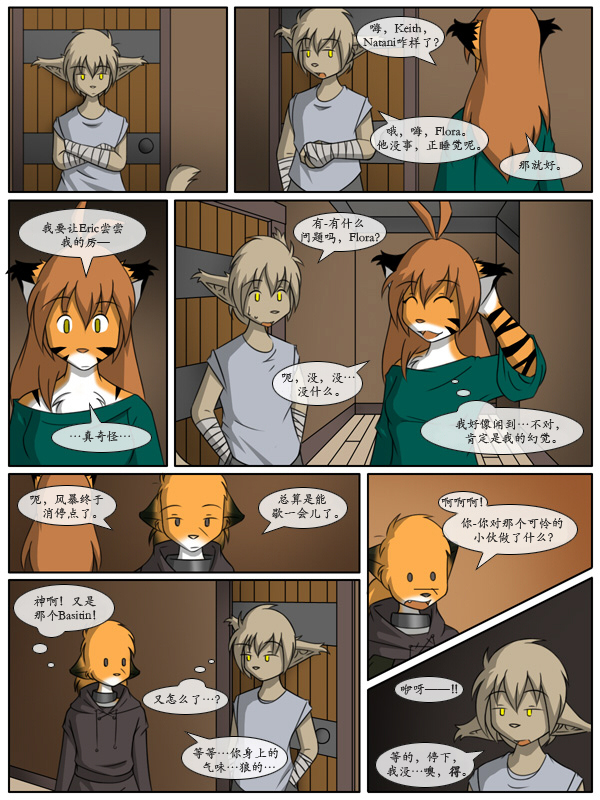 嗨，Keith，
Natani咋样了？
哦，嗨，Flora。
他没事，正睡觉呢。
那就好。
我要让Eric尝尝
我的厉—
…真奇怪…
有-有什么
问题吗，Flora?
呃，没，没…
没什么。
我好像闻到…不对，
肯定是我的幻觉。
呃，风暴终于
消停点了。
总算是能
歇一会儿了。
啊啊啊!
你-你对那个可怜的
小伙做了什么?
神啊！又是
那个Basitin!
又怎么了…?
等等…你身上的
气味…狼的…
咿呀——!!
等的，停下，
我没…噢，得。